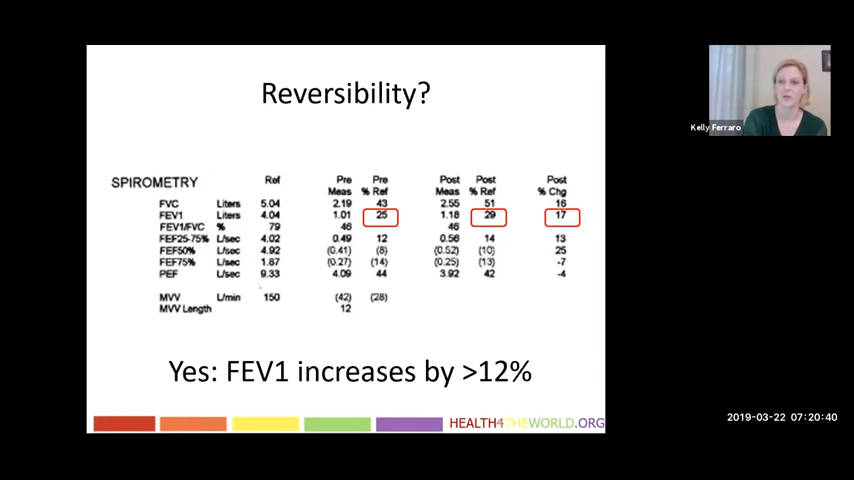 Reversibility?
SPIROMETRY Ref Pre Pre Post Post Post
Meas % Ref Meas % Ref % Chg
FVC Liters 5.04 2.19 43 2.55 51 16
FEV1 Liters 4.04 1.01 25 1.18 29 17
FEV1/FVC % 79 46 46
FEF25-75% L/sec 4.02 0.49 12 0.56 14 13
FEF50% L/sec 4.92 (0.41) (8) (0.52) (10) 25
FEF75% L/sec 1.87 (0.27) (14) (0.25) (13) -7
PEF L/sec 9.33 4.09 44 3.92 42 -4
MVV L/min 150 (42) (28)
MVV Length 12
Yes: FEV1 increases by >12%
HEALTH4THEWORLD.ORG
Kelly Ferraro
2019-03-22 07:20:40